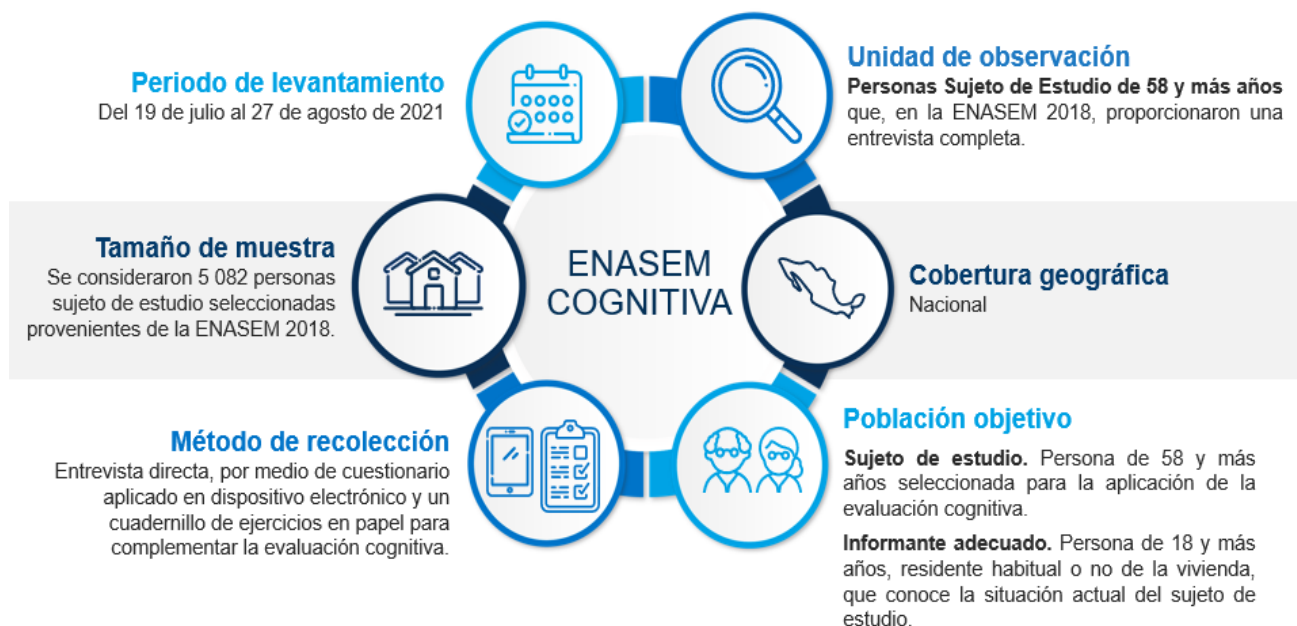 Periodo de levantamiento
Del 19 de julio al 27 de agosto de 2021
Unidad de observación
Personas Sujeto de Estudio de 58 y más años
que, en la ENASEM 2018, proporcionaron una
entrevista completa.
Tamaño de muestra
Se consideraron 5 082 personas
sujeto de estudio seleccionadas
provenientes de la ENASEM 2018.
ENASEM
COGNITIVA
Cobertura geográfica
Nacional
Método de recolección
Entrevista directa, por medio de cuestionario
aplicado en dispositivo electrónico y un
cuadernillo de ejercicios en papel para
complementar la evaluación cognitiva.
Población objetivo
Sujeto de estudio. Persona de 58 y más
años seleccionada para la aplicación de la
evaluación cognitiva.
Informante adecuado. Persona de 18 y más
años, residente habitual o no de la vivienda,
que conoce la situación actual del sujeto de
estudio.